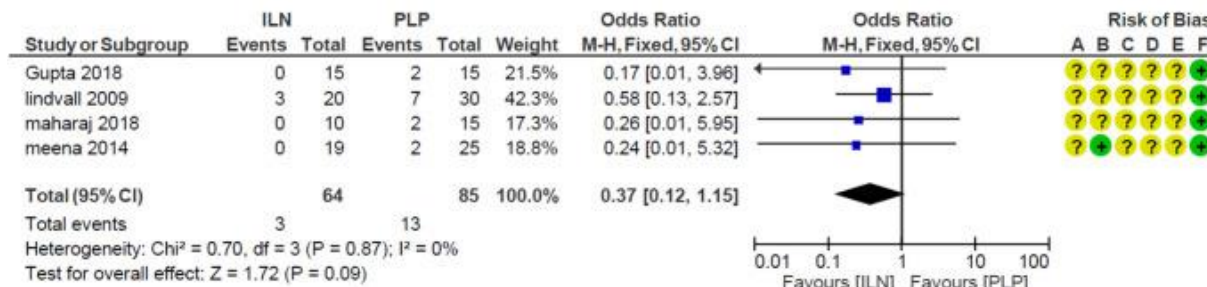 ILN PLP Odds Ratio Odds Ratio Risk of Bias
Study or Subgroup Events Total Events Total Weight M-H, Fixed, 95% CI M-H, Fixed, 95% CI A B C D E F
Gupta 2018 0 15 2 15 21.5% 0.17 [0.01, 3.96] ? ? ? ? ? +
lindvall 2009 3 20 7 30 42.3% 0.58 [0.13, 2.57] ? ? ? ? ? +
maharaj 2018 0 10 2 15 17.3% 0.26 [0.01, 5.95] ? ? ? ? ? +
meena 2014 0 19 2 25 18.8% 0.24 [0.01, 5.32] ? + ? ? ? +
Total (95% CI) 64 85 100.0% 0.37 [0.12, 1.15]
Total events 3 13
Heterogeneity: Chi² = 0.70, df = 3 (P = 0.87); I² = 0%
Test for overall effect: Z = 1.72 (P = 0.09)
0.01 0.1 1 10 100
Favours [ILN] Favours [PLP]